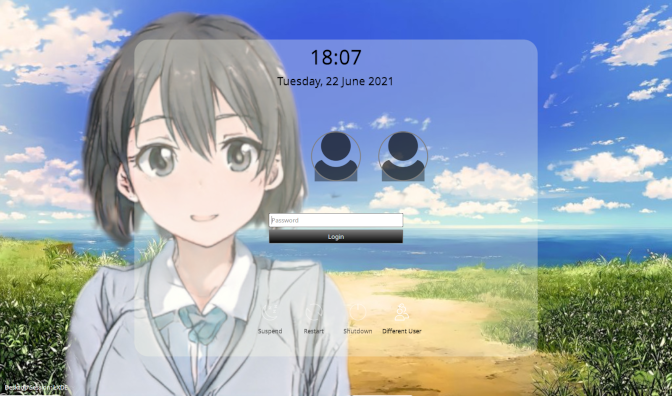 18:07
Tuesday, 22 June 2021
Password
Login
Suspend Restart Shutdown Different User